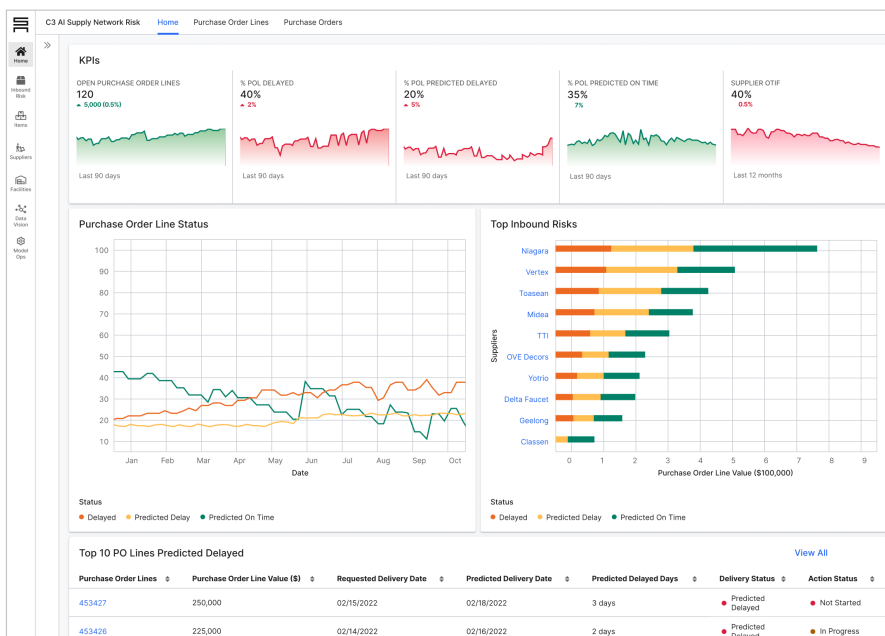 C3 AI Supply Network Risk Home Purchase Order Lines Purchase Orders
Home
Inbound
Risk
Items
Suppliers
Facilities
Data
Vision
Model
Ops
KPIs
OPEN PURCHASE ORDER LINES
120
5,000 (0.5%)
Last 90 days
% POL DELAYED
40%
2%
Last 90 days
% POL PREDICTED DELAYED
20%
5%
Last 90 days
% POL PREDICTED ON TIME
35%
7%
Last 90 days
SUPPLIER OTIF
40%
0.5%
Last 12 months
Purchase Order Line Status
100
90
80
70
60
50
40
30
20
10
Jan Feb Mar Apr May Jun Jul Aug Sep Oct
Date
Status
Delayed Predicted Delay Predicted On Time
Top Inbound Risks
Suppliers
Niagara
Vertex
Toasean
Midea
TTI
OVE Decors
Yotrio
Delta Faucet
Geelong
Classen
0 1 2 3 4 5 6 7 8 9
Purchase Order Line Value ($100,000)
Status
Delayed Predicted Delay Predicted On Time
Top 10 PO Lines Predicted Delayed View All
Purchase Order Lines Purchase Order Line Value ($) Requested Delivery Date Predicted Delivery Date Predicted Delayed Days Delivery Status Action Status
453427 250,000 02/15/2022 02/18/2022 3 days Predicted Delayed Not Started
453426 225,000 02/14/2022 02/16/2022 2 days Predicted Delayed In Progress